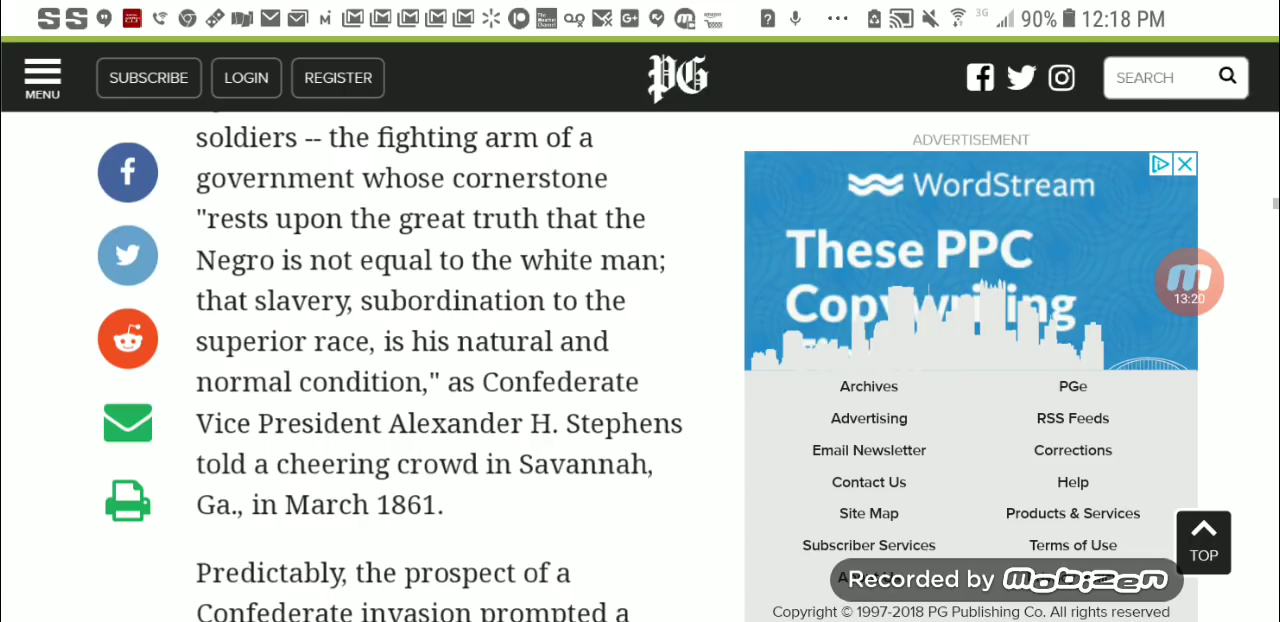 3G 90% 12:18 PM
MENU
SUBSCRIBE LOGIN REGISTER
PG
SEARCH
soldiers -- the fighting arm of a
government whose cornerstone
"rests upon the great truth that the
Negro is not equal to the white man;
that slavery, subordination to the
superior race, is his natural and
normal condition," as Confederate
Vice President Alexander H. Stephens
told a cheering crowd in Savannah,
Ga., in March 1861.
Predictably, the prospect of a
Confederate invasion prompted a
ADVERTISEMENT
WordStream
These PPC
Copywriting
13:20
Archives PGe
Advertising RSS Feeds
Email Newsletter Corrections
Contact Us Help
Site Map Products & Services
Subscriber Services Terms of Use
TOP
Recorded by mobizen
Copyright © 1997-2018 PG Publishing Co. All rights reserved